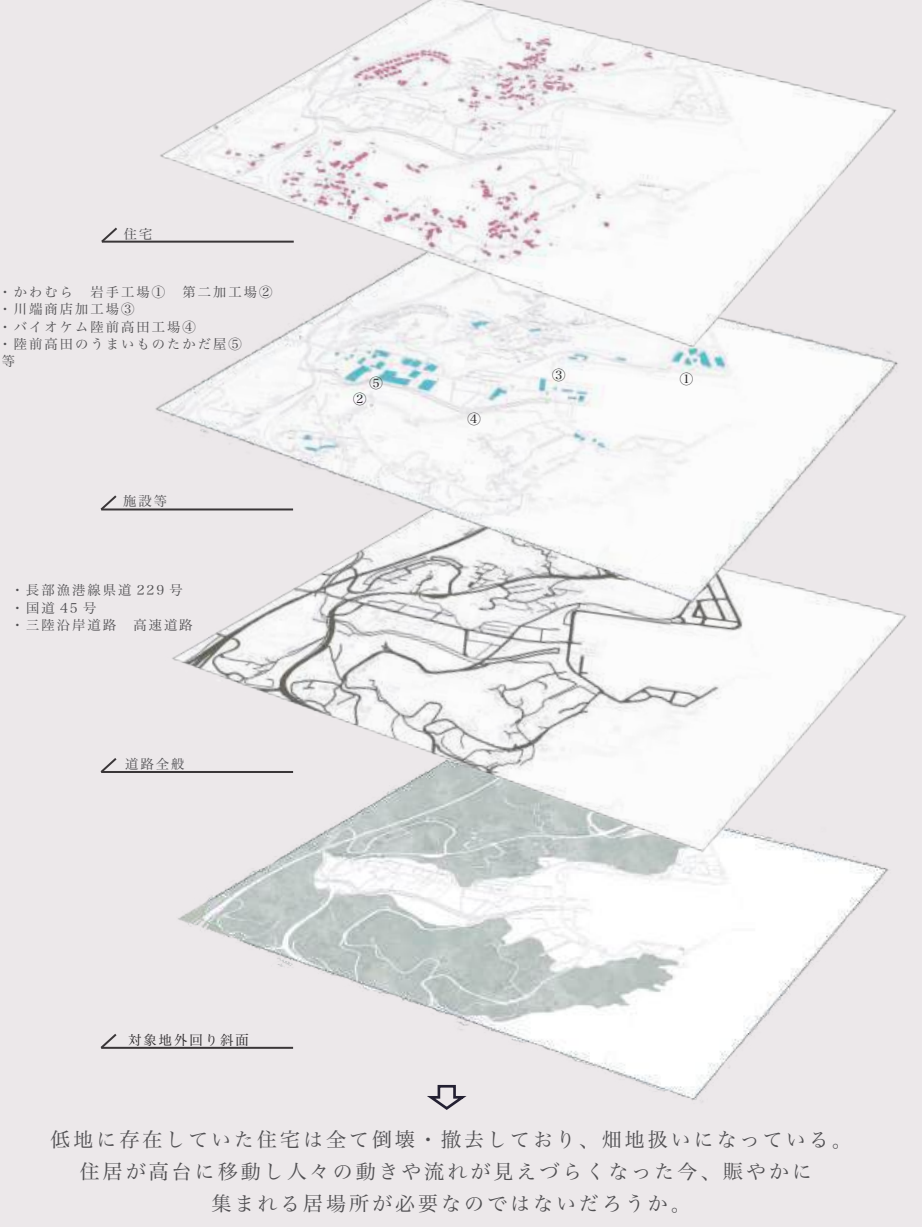 住宅
・かわむら　岩手工場①　第二加工場②
・川端商店加工場③
・バイオケム陸前高田工場④
・陸前高田のうまいものたかだ屋⑤
等
①
③
⑤
②
④
施設等
・長部漁港線県道 229 号
・国道 45 号
・三陸沿岸道路　高速道路
道路全般
対象地外回り斜面
低地に存在していた住宅は全て倒壊・撤去しており、畑地扱いになっている。
住居が高台に移動し人々の動きや流れが見えづらくなった今、賑やかに
集まれる居場所が必要なのではないだろうか。